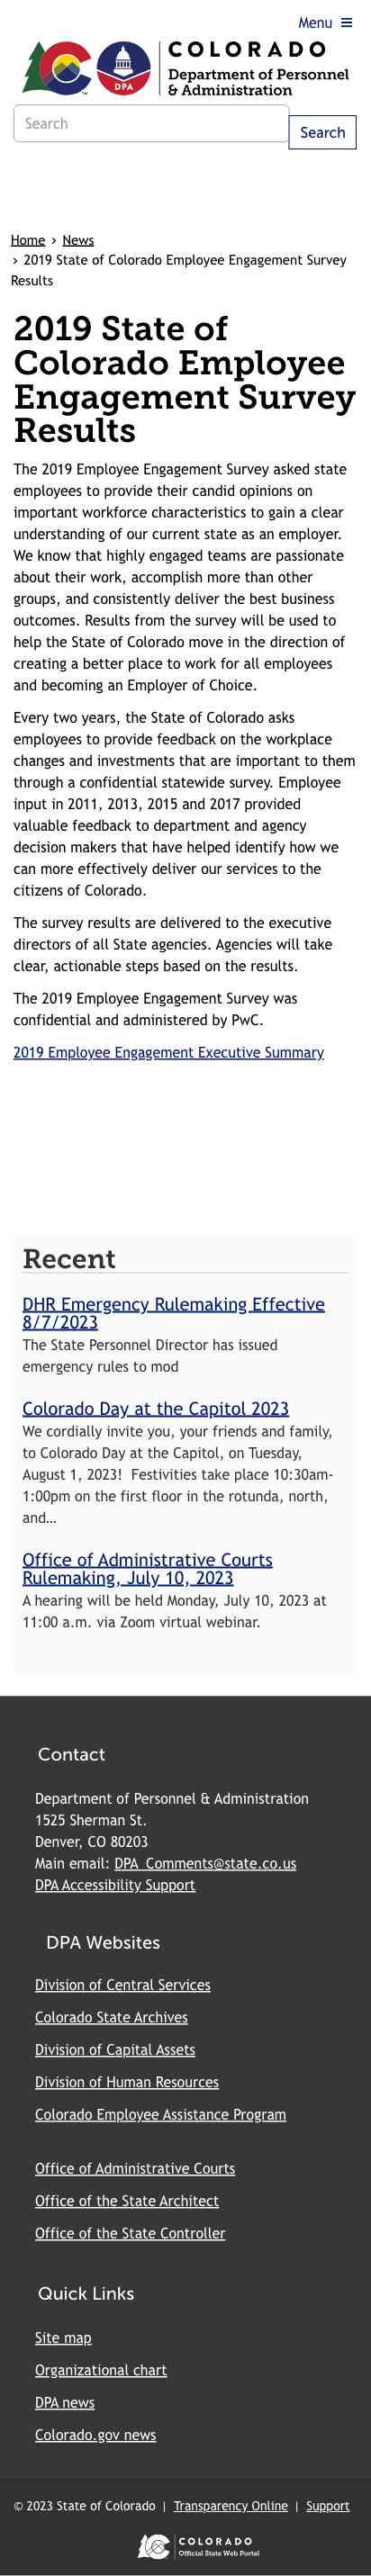 Menu
COLORADO
Department of Personnel
& Administration
DPA
Search
Search
Home › News
› 2019 State of Colorado Employee Engagement Survey
Results
2019 State of
Colorado Employee
Engagement Survey
Results
The 2019 Employee Engagement Survey asked state
employees to provide their candid opinions on
important workforce characteristics to gain a clear
understanding of our current state as an employer.
We know that highly engaged teams are passionate
about their work, accomplish more than other
groups, and consistently deliver the best business
outcomes. Results from the survey will be used to
help the State of Colorado move in the direction of
creating a better place to work for all employees
and becoming an Employer of Choice.
Every two years, the State of Colorado asks
employees to provide feedback on the workplace
changes and investments that are important to them
through a confidential statewide survey. Employee
input in 2011, 2013, 2015 and 2017 provided
valuable feedback to department and agency
decision makers that have helped identify how we
can more effectively deliver our services to the
citizens of Colorado.
The survey results are delivered to the executive
directors of all State agencies. Agencies will take
clear, actionable steps based on the results.
The 2019 Employee Engagement Survey was
confidential and administered by PwC.
2019 Employee Engagement Executive Summary
Recent
DHR Emergency Rulemaking Effective
8/7/2023
The State Personnel Director has issued
emergency rules to mod
Colorado Day at the Capitol 2023
We cordially invite you, your friends and family,
to Colorado Day at the Capitol, on Tuesday,
August 1, 2023!  Festivities take place 10:30am-
1:00pm on the first floor in the rotunda, north,
and…
Office of Administrative Courts
Rulemaking, July 10, 2023
A hearing will be held Monday, July 10, 2023 at
11:00 a.m. via Zoom virtual webinar.
Contact
Department of Personnel & Administration
1525 Sherman St.
Denver, CO 80203
Main email: DPA_Comments@state.co.us
DPA Accessibility Support
DPA Websites
Division of Central Services
Colorado State Archives
Division of Capital Assets
Division of Human Resources
Colorado Employee Assistance Program
Office of Administrative Courts
Office of the State Architect
Office of the State Controller
Quick Links
Site map
Organizational chart
DPA news
Colorado.gov news
© 2023 State of Colorado | Transparency Online | Support
COLORADO
Official State Web Portal